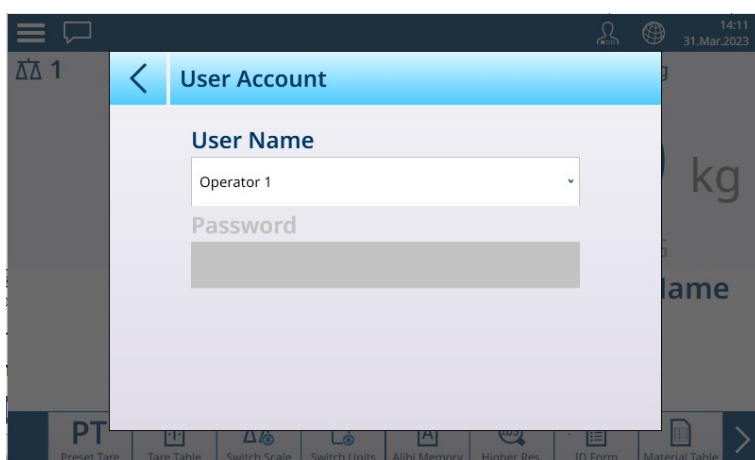 14:11
31.Mar.2023
1
User Account
User Name
Operator 1
kg
Password
PT
Preset Tare
Tare Table
Switch Scale
Switch Units
Alibi Memory
Higher Res.
ID Form
Material Table